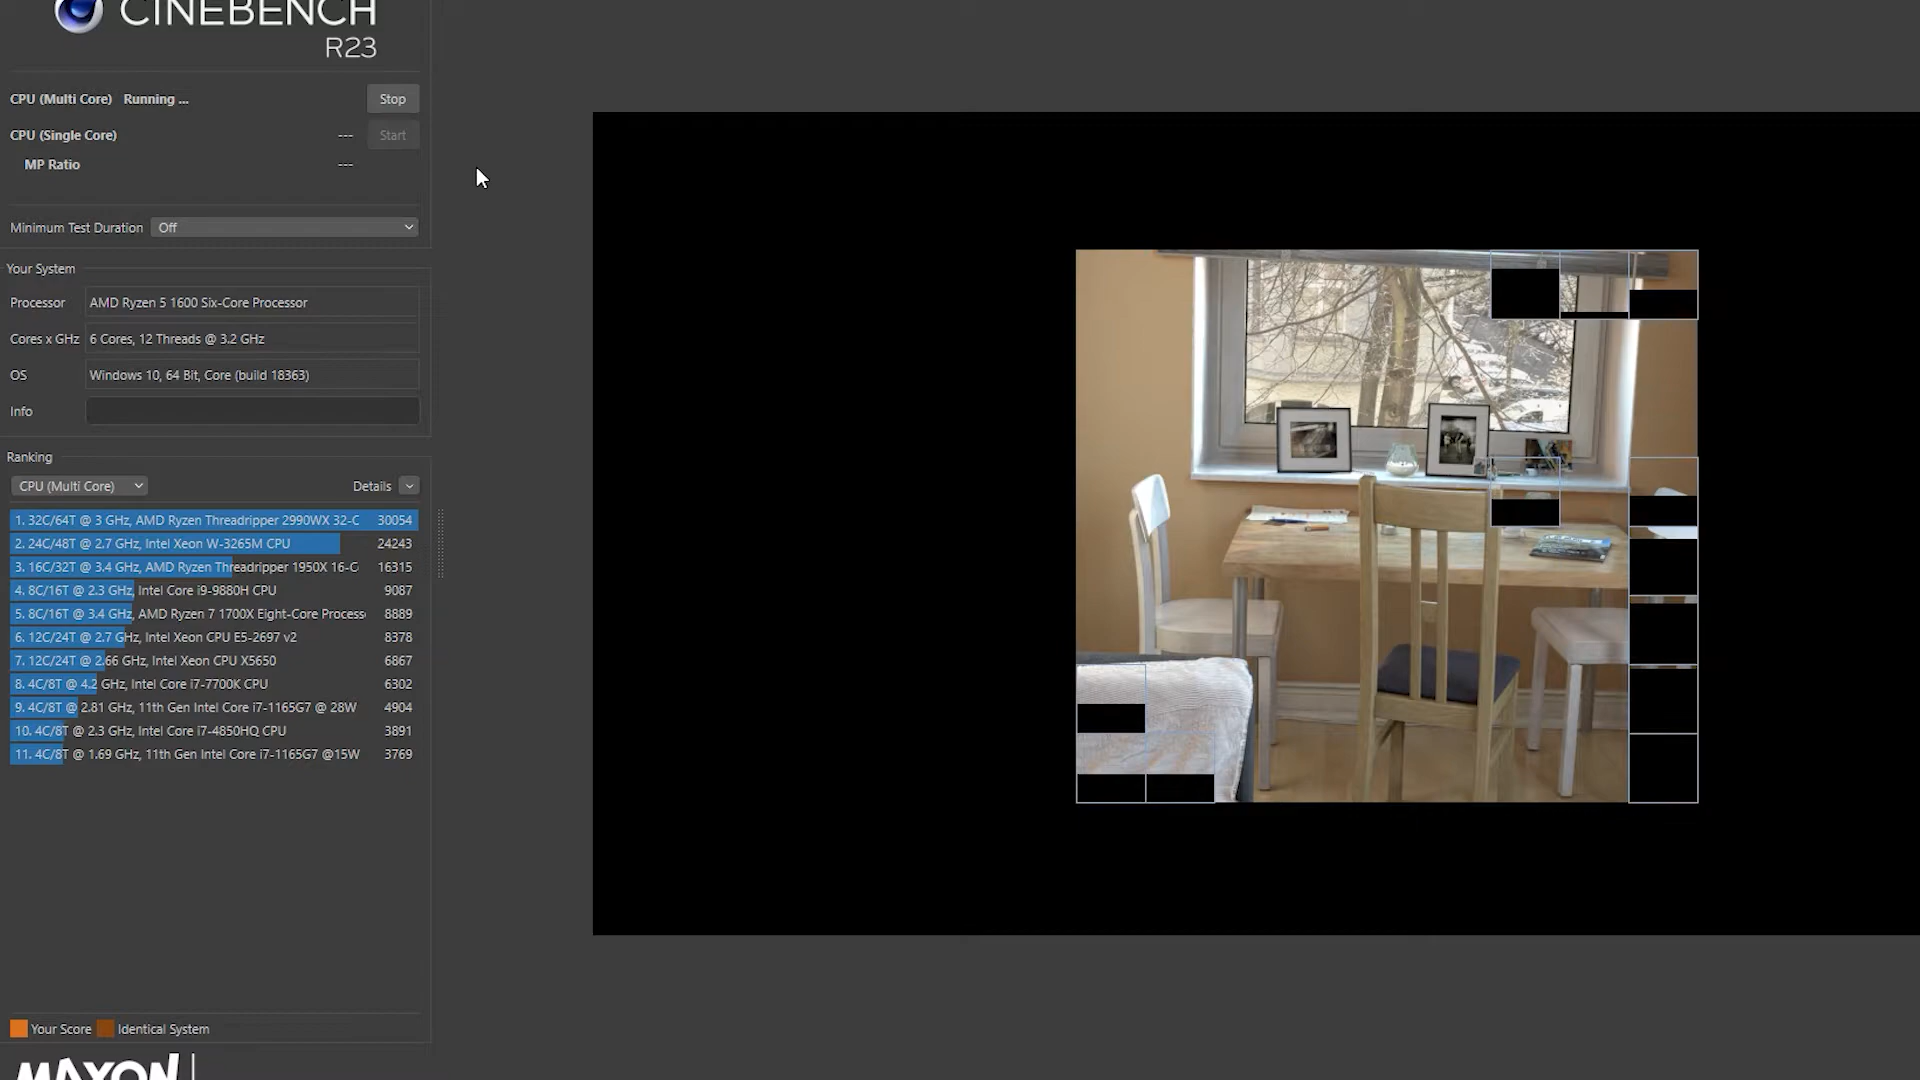 CINEBENCH
R23
CPU (Multi Core) Running ... Stop
CPU (Single Core) --- Start
MP Ratio ---
Minimum Test Duration Off
Your System
Processor AMD Ryzen 5 1600 Six-Core Processor
Cores x GHz 6 Cores, 12 Threads @ 3.2 GHz
OS Windows 10, 64 Bit, Core (build 18363)
Info
Ranking
CPU (Multi Core) Details
1. 32C/64T @ 3 GHz, AMD Ryzen Threadripper 2990WX 32-C 30054
2. 24C/48T @ 2.7 GHz, Intel Xeon W-3265M CPU 24243
3. 16C/32T @ 3.4 GHz, AMD Ryzen Threadripper 1950X 16-C 16315
4. 8C/16T @ 2.3 GHz, Intel Core i9-9880H CPU 9087
5. 8C/16T @ 3.4 GHz, AMD Ryzen 7 1700X Eight-Core Process 8889
6. 12C/24T @ 2.7 GHz, Intel Xeon CPU E5-2697 v2 8378
7. 12C/24T @ 2.66 GHz, Intel Xeon CPU X5650 6867
8. 4C/8T @ 4.2 GHz, Intel Core i7-7700K CPU 6302
9. 4C/8T @ 2.81 GHz, 11th Gen Intel Core i7-1165G7 @ 28W 4904
10. 4C/8T @ 2.3 GHz, Intel Core i7-4850HQ CPU 3891
11. 4C/8T @ 1.69 GHz, 11th Gen Intel Core i7-1165G7 @15W 3769
Your Score Identical System
MAXON